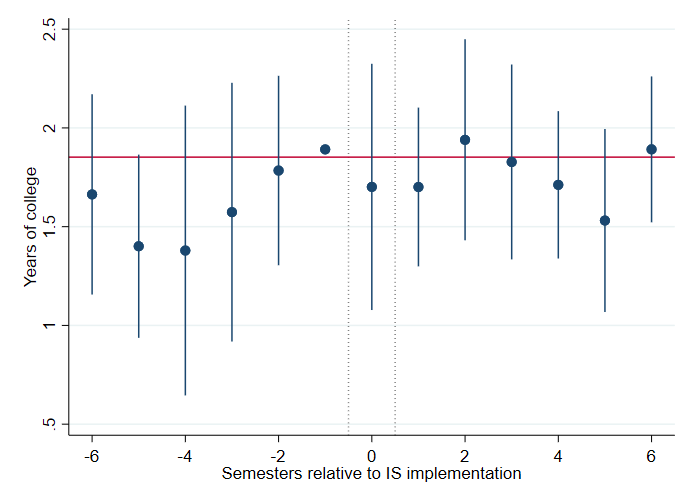 2.5
2
1.5
1
.5
Years of college
-6 -4 -2 0 2 4 6
Semesters relative to IS implementation